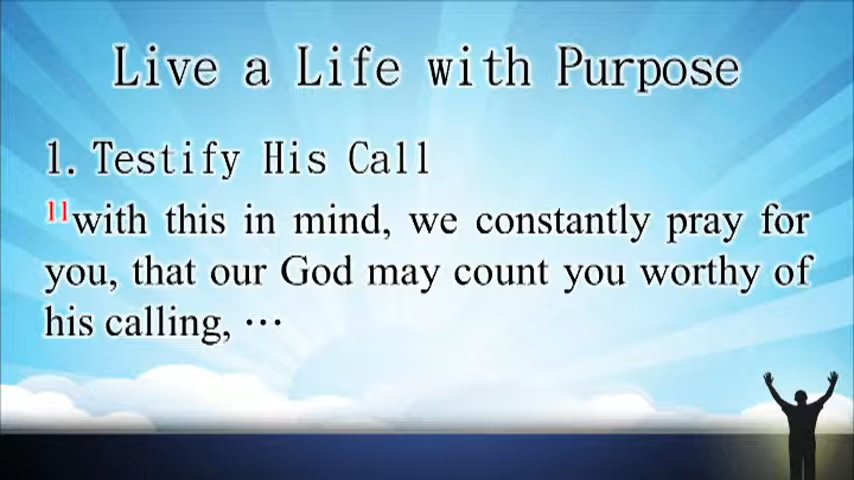 Live a Life with Purpose
1. Testify His Call
11with this in mind, we constantly pray for
you, that our God may count you worthy of
his calling, …